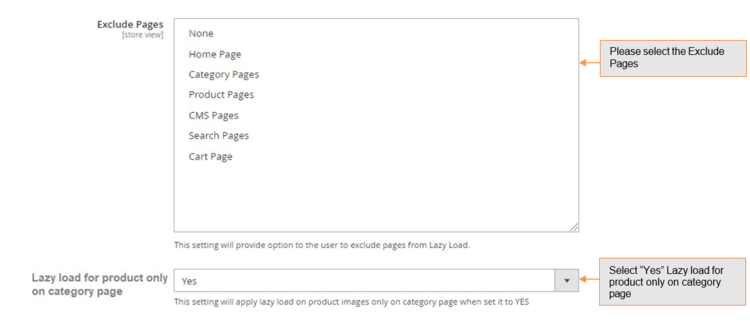 Exclude Pages
[store view]
None
Home Page
Category Pages
Product Pages
CMS Pages
Search Pages
Cart Page
Please select the Exclude
Pages
This setting will provide option to the user to exclude pages from Lazy Load.
Lazy load for product only
on category page
Yes
This setting will apply lazy load on product images only on category page when set it to YES
Select "Yes" Lazy load for
product only on category
page